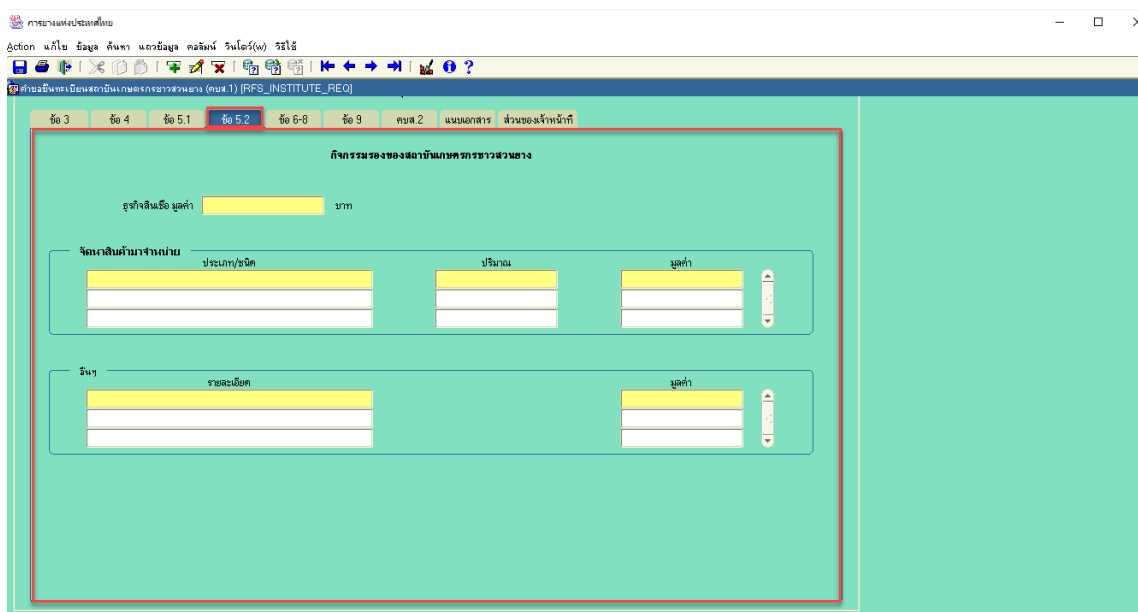 การยางแห่งประเทศไทย
Action แก้ไข ข้อมูล ค้นหา แถวข้อมูล คอลัมน์ วินโดว์(w) วิธีใช้
คำขอขึ้นทะเบียนสถาบันเกษตรกรชาวสวนยาง (คบส.1) [RFS_INSTITUTE_REQ]
ข้อ 3 ข้อ 4 ข้อ 5.1 ข้อ 5.2 ข้อ 6-8 ข้อ 9 คบส.2 แนบเอกสาร ส่วนของเจ้าหน้าที่
กิจกรรมรองของสถาบันเกษตรกรชาวสวนยาง
ธุรกิจสินเชื่อ มูลค่า บาท
จัดหาสินค้ามาจำหน่าย
ประเภท/ชนิด ปริมาณ มูลค่า
อื่นๆ
รายละเอียด มูลค่า